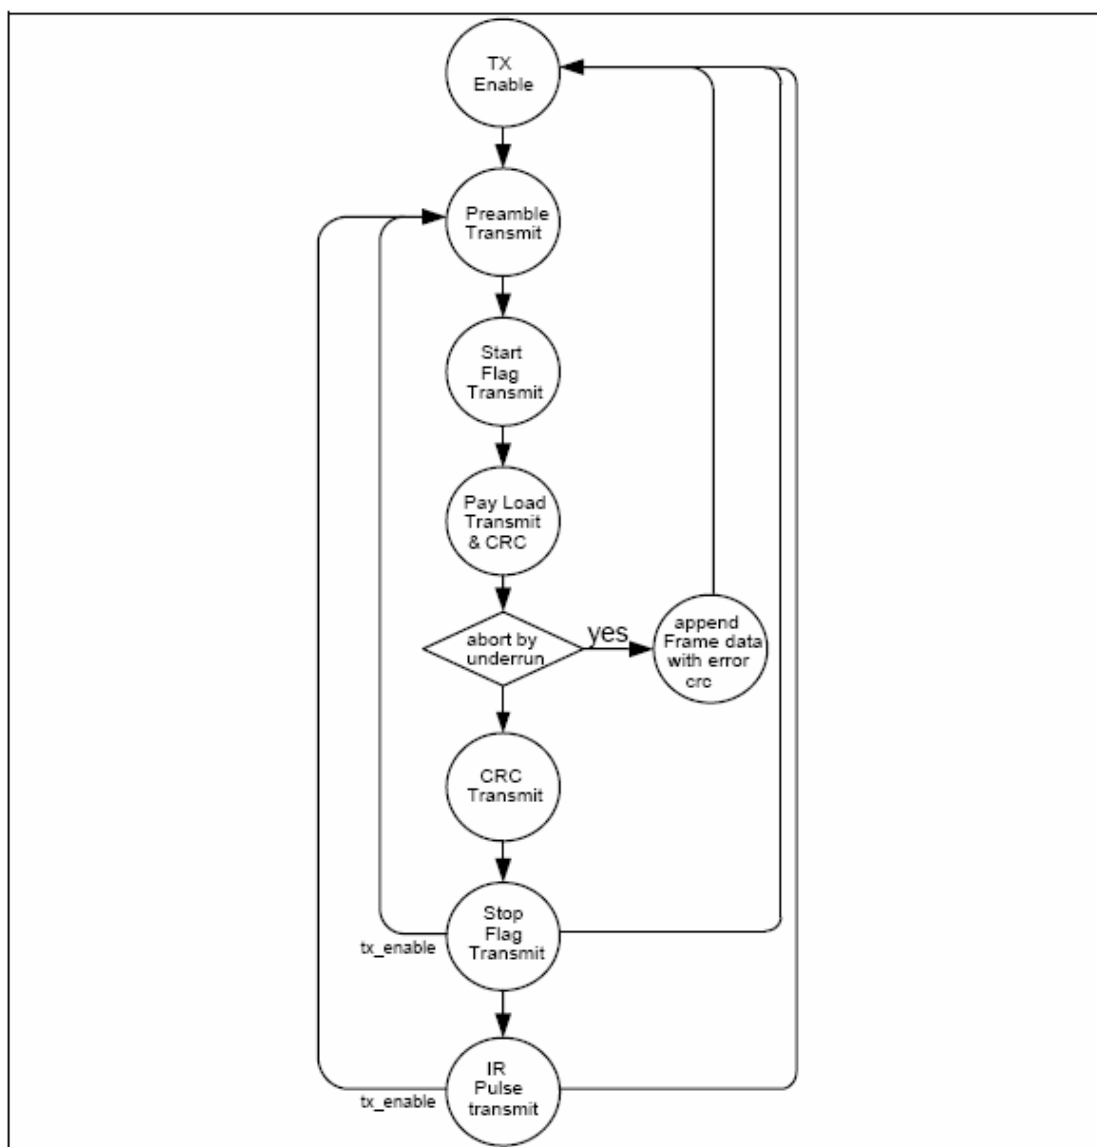 TX
Enable
Preamble
Transmit
Start
Flag
Transmit
Pay Load
Transmit
& CRC
abort by
underrun
yes
append
Frame data
with error
crc
CRC
Transmit
Stop
Flag
Transmit
tx_enable
IR
Pulse
transmit
tx_enable